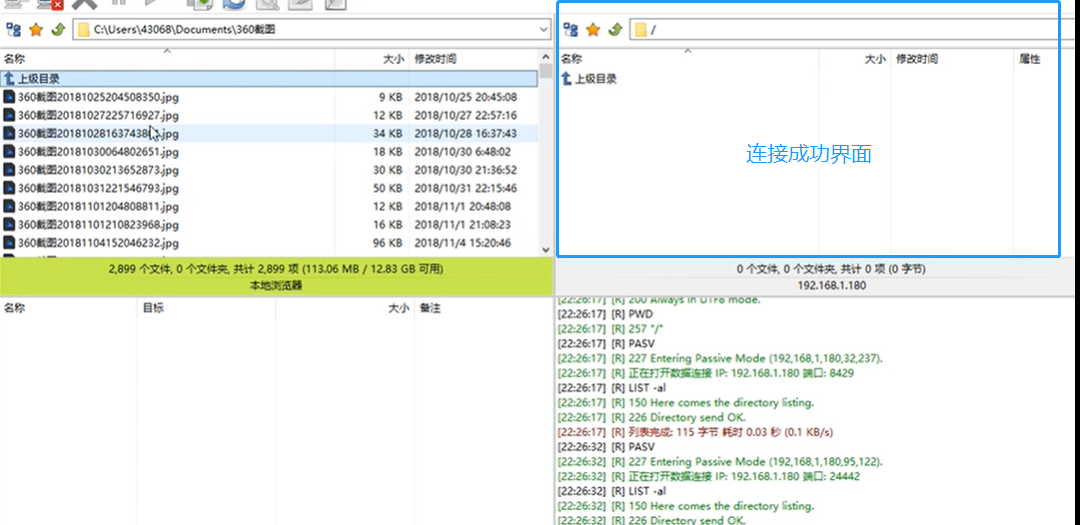 C:\Users\43068\Documents\360截图
名称 大小 修改时间
上级目录
360截图20181025204508350.jpg 9 KB 2018/10/25 20:45:08
360截图20181027225716927.jpg 12 KB 2018/10/27 22:57:16
34 KB 2018/10/28 16:37:43
360截图20181030064802651.jpg 18 KB 2018/10/30 6:48:02
360截图20181030213652873.jpg 30 KB 2018/10/30 21:36:52
360截图20181031221546793.jpg 50 KB 2018/10/31 22:15:46
360截图20181101204808811.jpg 12 KB 2018/11/1 20:48:08
360截图20181101210823968.jpg 16 KB 2018/11/1 21:08:23
360截图20181104152046232.jpg 96 KB 2018/11/4 15:20:46
2,899 个文件, 0 个文件夹, 共计 2,899 项 (113.06 MB / 12.83 GB 可用)
本地浏览器
/
名称 大小 修改时间 属性
上级目录
连接成功界面
0 个文件, 0 个文件夹, 共计 0 项 (0 字节)
192.168.1.180
名称 目标 大小 备注
[22:26:17] [R] 200 Always in UTF8 mode.
[22:26:17] [R] PWD
[22:26:17] [R] 257 "/"
[22:26:17] [R] PASV
[22:26:17] [R] 227 Entering Passive Mode (192,168,1,180,32,237).
[22:26:17] [R] 正在打开数据连接 IP: 192.168.1.180 端口: 8429
[22:26:17] [R] LIST -al
[22:26:17] [R] 150 Here comes the directory listing.
[22:26:17] [R] 226 Directory send OK.
[22:26:17] [R] 列表完成: 115 字节 耗时 0.03 秒 (0.1 KB/s)
[22:26:32] [R] PASV
[22:26:32] [R] 227 Entering Passive Mode (192,168,1,180,95,122).
[22:26:32] [R] 正在打开数据连接 IP: 192.168.1.180 端口: 24442
[22:26:32] [R] LIST -al
[22:26:32] [R] 150 Here comes the directory listing.
[22:26:32] [R] 226 Directory send OK.